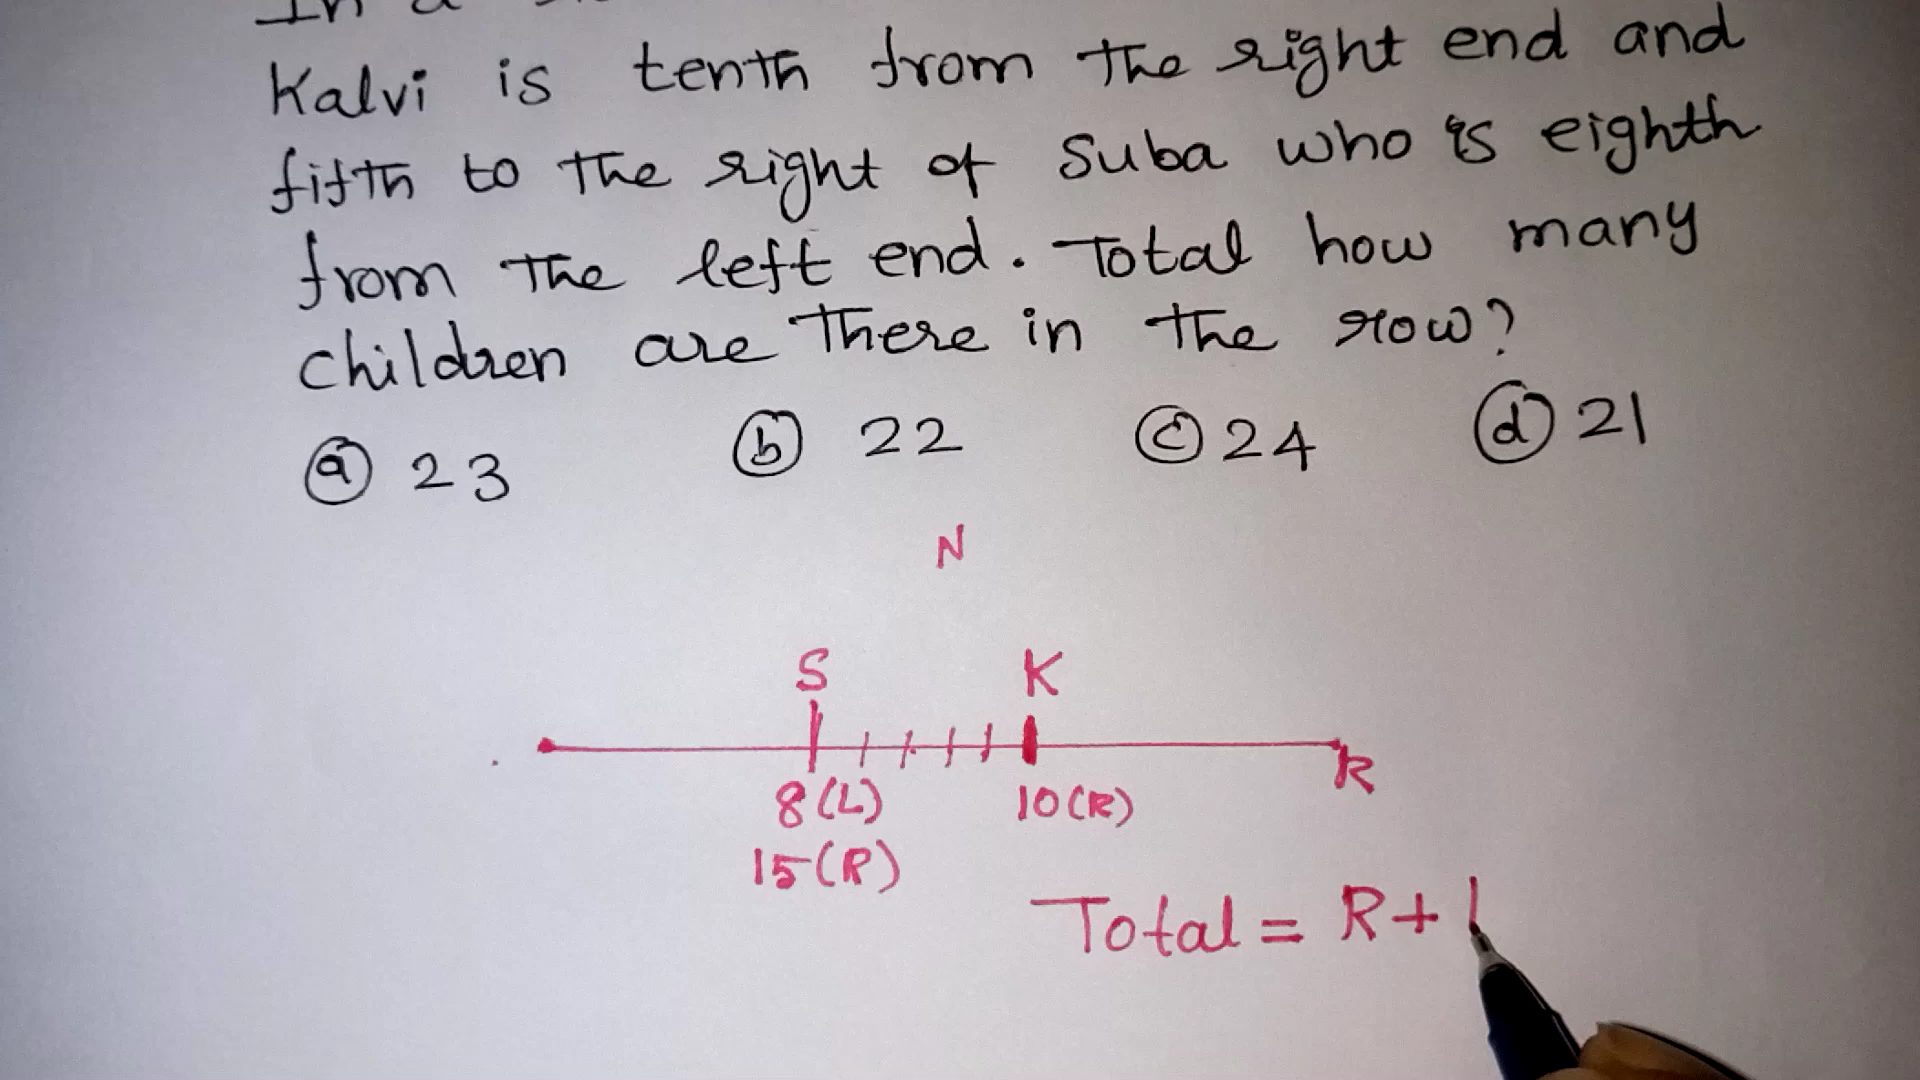 In a
Kalvi is tenth from the right end and
fifth to the right of Suba who is eighth
from the left end. Total how many
children are there in the row?
(a) 23 (b) 22 (c) 24 (d) 21
N
S K
R
8(L) 10(R)
15(R)
Total = R+